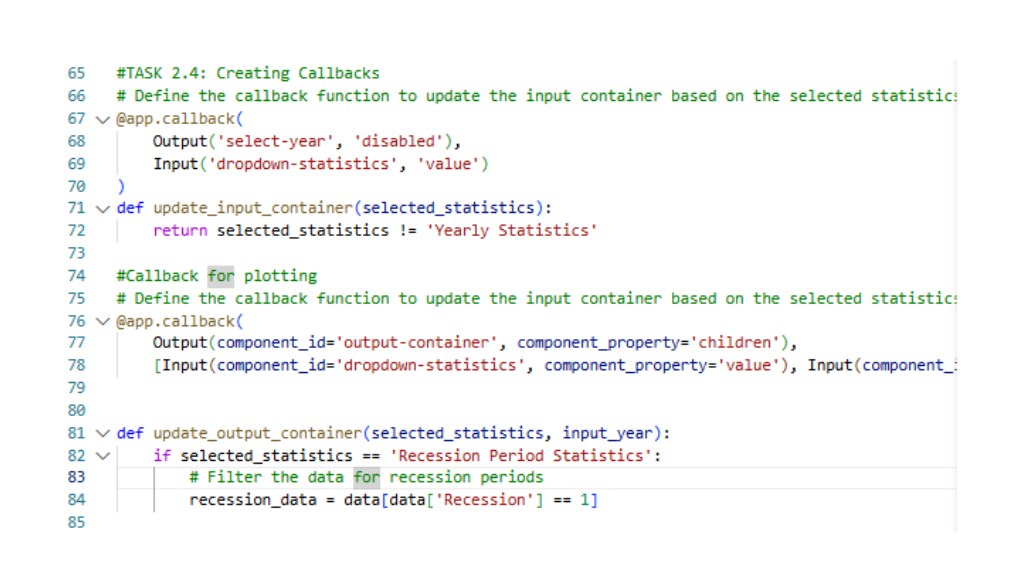 65 #TASK 2.4: Creating Callbacks
66 # Define the callback function to update the input container based on the selected statistics
67 @app.callback(
68 Output('select-year', 'disabled'),
69 Input('dropdown-statistics', 'value')
70 )
71 def update_input_container(selected_statistics):
72 return selected_statistics != 'Yearly Statistics'
73
74 #Callback for plotting
75 # Define the callback function to update the input container based on the selected statistics
76 @app.callback(
77 Output(component_id='output-container', component_property='children'),
78 [Input(component_id='dropdown-statistics', component_property='value'), Input(component_
79
80
81 def update_output_container(selected_statistics, input_year):
82 if selected_statistics == 'Recession Period Statistics':
83 # Filter the data for recession periods
84 recession_data = data[data['Recession'] == 1]
85